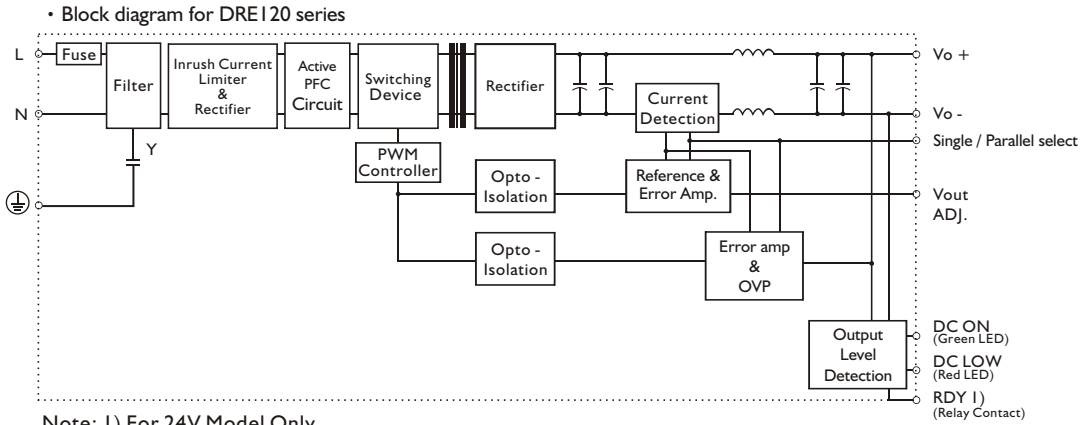 • Block diagram for DRE120 series
L
Fuse
Filter
Inrush Current
Limiter
&
Rectifier
Active
PFC
Circuit
Switching
Device
Rectifier
Vo +
N
Current
Detection
Vo -
Y
PWM
Controller
Single / Parallel select
Opto -
Isolation
Reference &
Error Amp.
Vout
ADJ.
Opto -
Isolation
Error amp
&
OVP
Output
Level
Detection
DC ON
(Green LED)
DC LOW
(Red LED)
RDY 1)
(Relay Contact)
Note: 1) For 24V Model Only